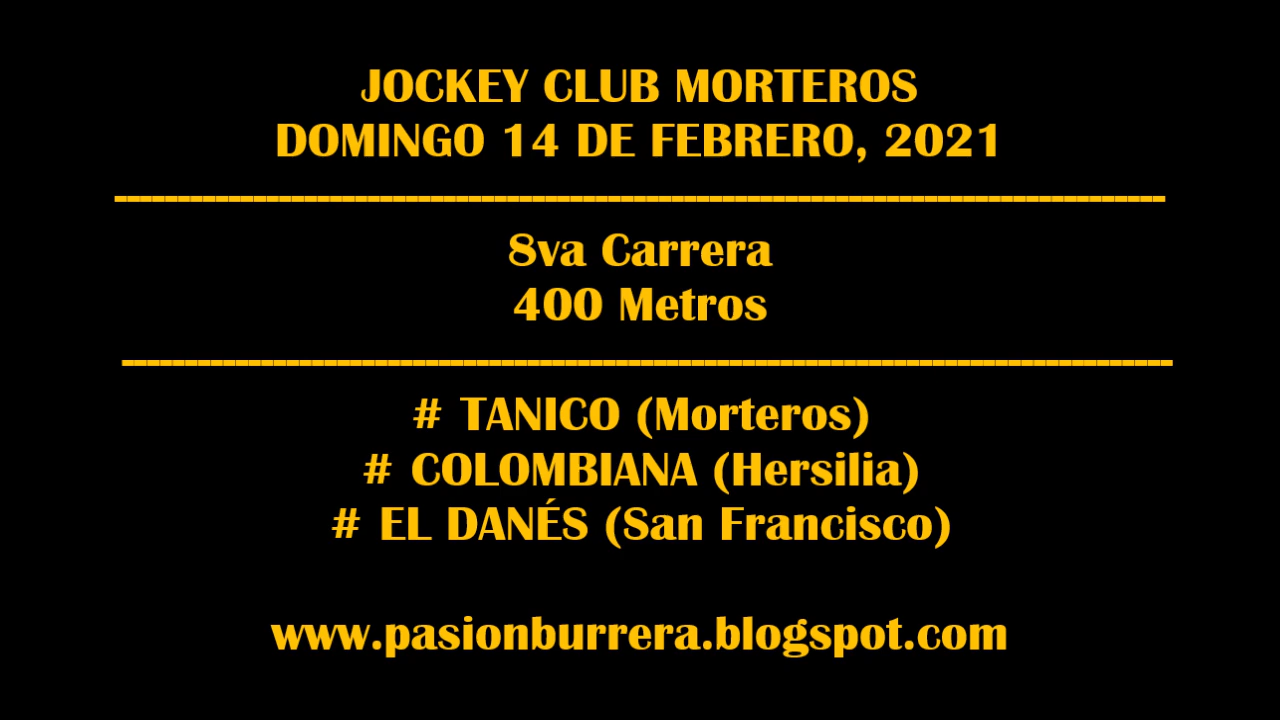 JOCKEY CLUB MORTEROS
DOMINGO 14 DE FEBRERO, 2021
8va Carrera
400 Metros
# TANICO (Morteros)
# COLOMBIANA (Hersilia)
# EL DANÉS (San Francisco)
www.pasionburrera.blogspot.com